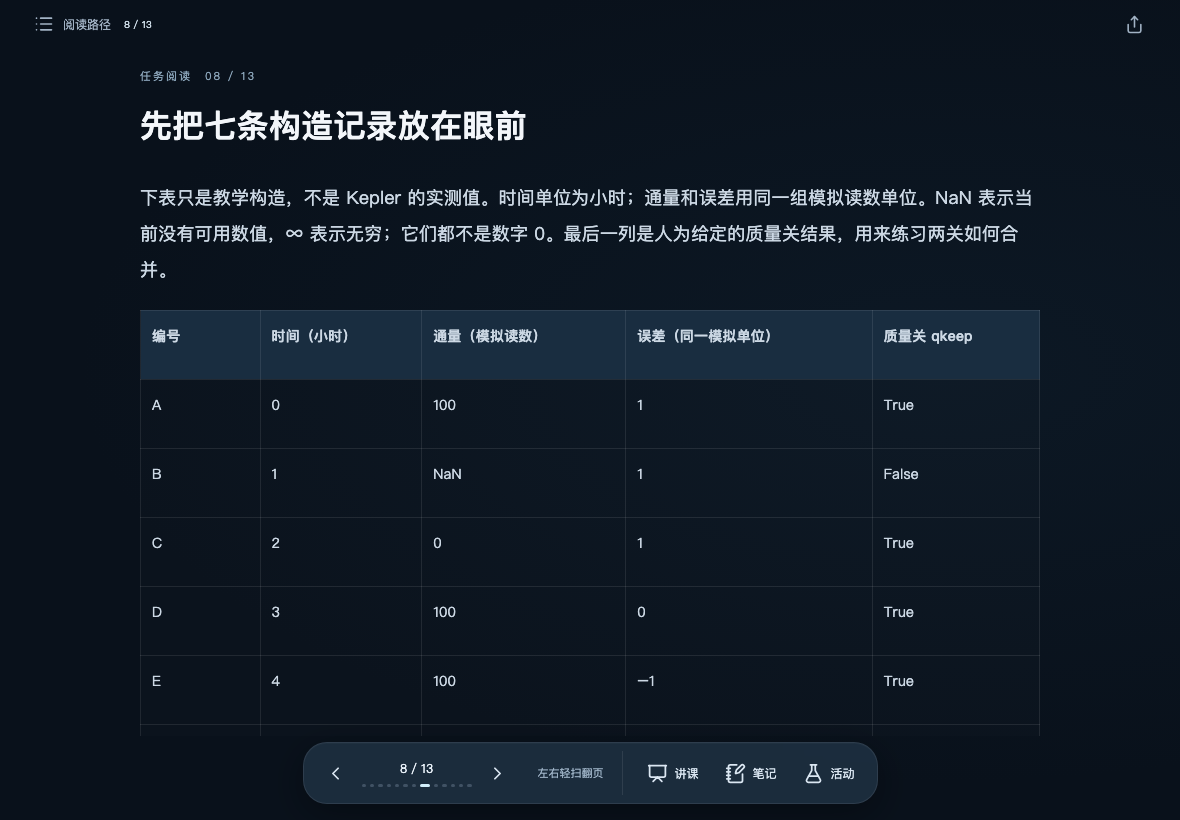 阅读路径 8 / 13
任务阅读 08 / 13
先把七条构造记录放在眼前
下表只是教学构造，不是 Kepler 的实测值。时间单位为小时；通量和误差用同一组模拟读数单位。NaN 表示当
前没有可用数值，∞ 表示无穷；它们都不是数字 0。最后一列是人为给定的质量关结果，用来练习两关如何合
并。
编号 时间（小时） 通量（模拟读数） 误差（同一模拟单位） 质量关 qkeep
A 0 100 1 True
B 1 NaN 1 False
C 2 0 1 True
D 3 100 0 True
E 4 100 −1 True
8 / 13 左右轻扫翻页 讲课 笔记 活动